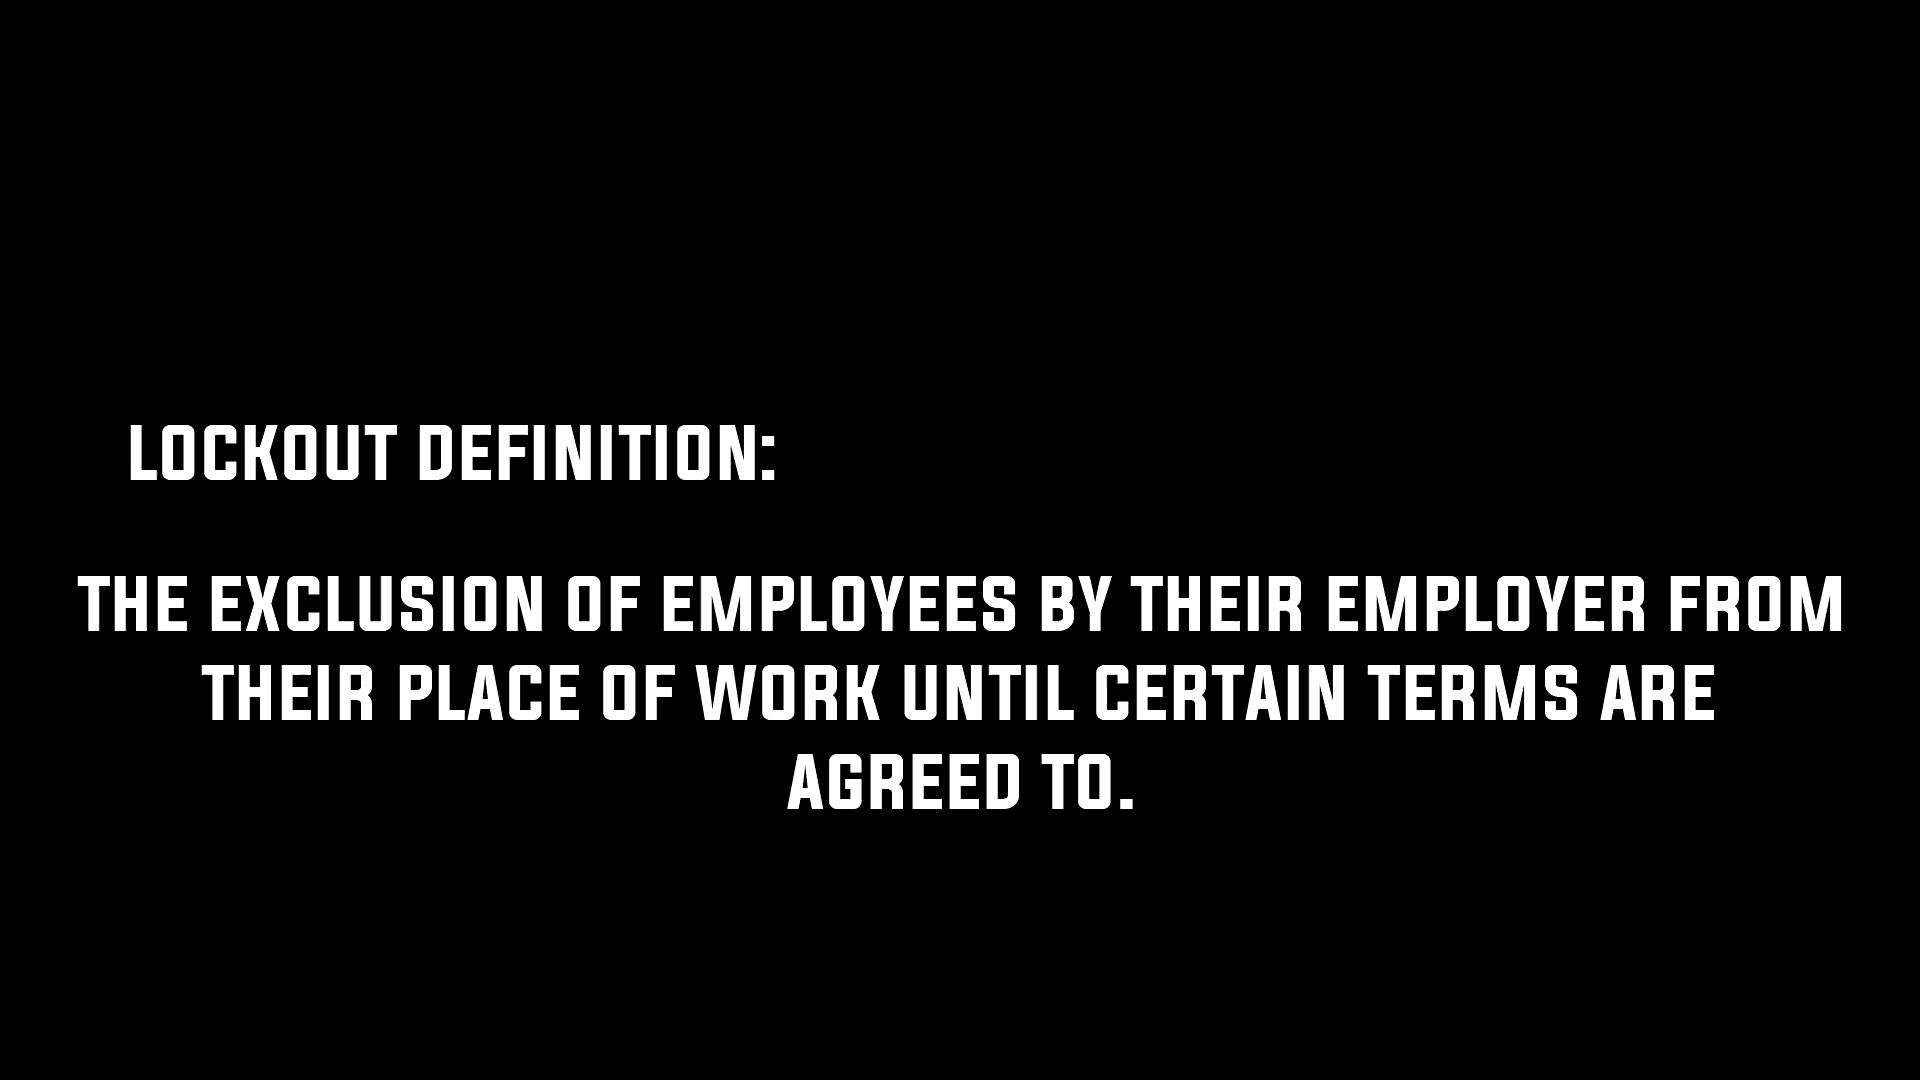 LOCKOUT DEFINITION:
THE EXCLUSION OF EMPLOYEES BY THEIR EMPLOYER FROM
THEIR PLACE OF WORK UNTIL CERTAIN TERMS ARE
AGREED TO.